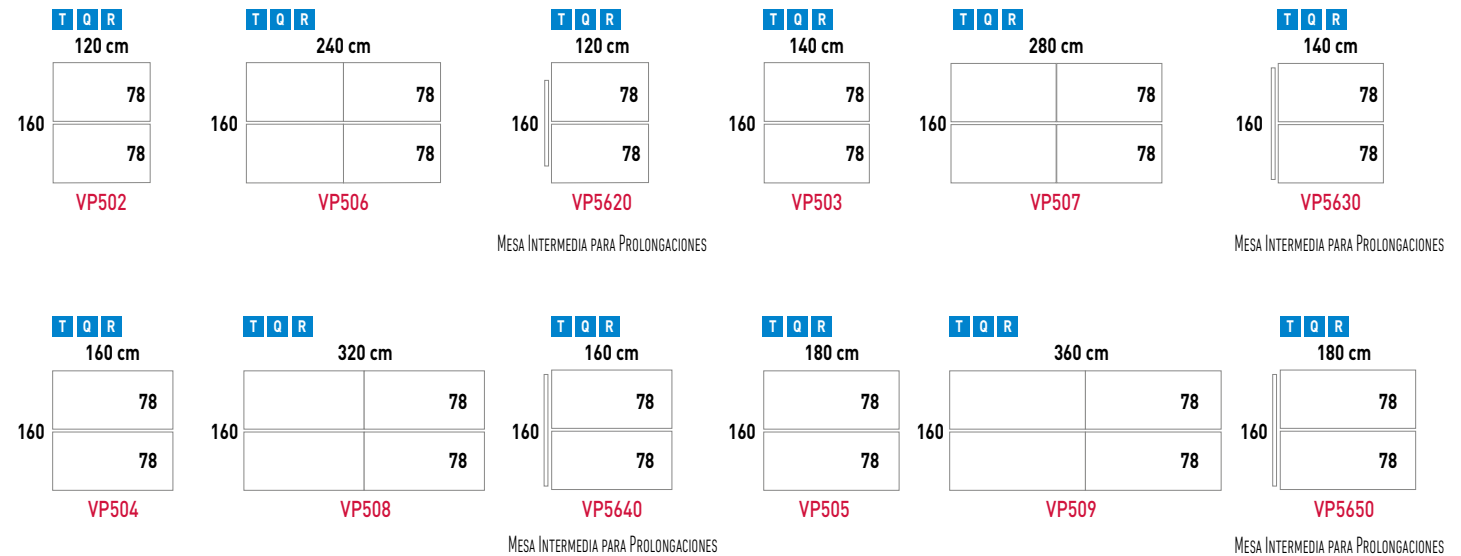 T Q R
120 cm
160
78
78
VP502
T Q R
240 cm
160
78
78
VP506
T Q R
120 cm
160
78
78
VP5620
Mesa Intermedia para Prolongaciones
T Q R
140 cm
160
78
78
VP503
T Q R
280 cm
160
78
78
VP507
T Q R
140 cm
160
78
78
VP5630
Mesa Intermedia para Prolongaciones
T Q R
160 cm
160
78
78
VP504
T Q R
320 cm
160
78
78
VP508
T Q R
160 cm
160
78
78
VP5640
Mesa Intermedia para Prolongaciones
T Q R
180 cm
160
78
78
VP505
T Q R
360 cm
160
78
78
VP509
T Q R
180 cm
160
78
78
VP5650
Mesa Intermedia para Prolongaciones